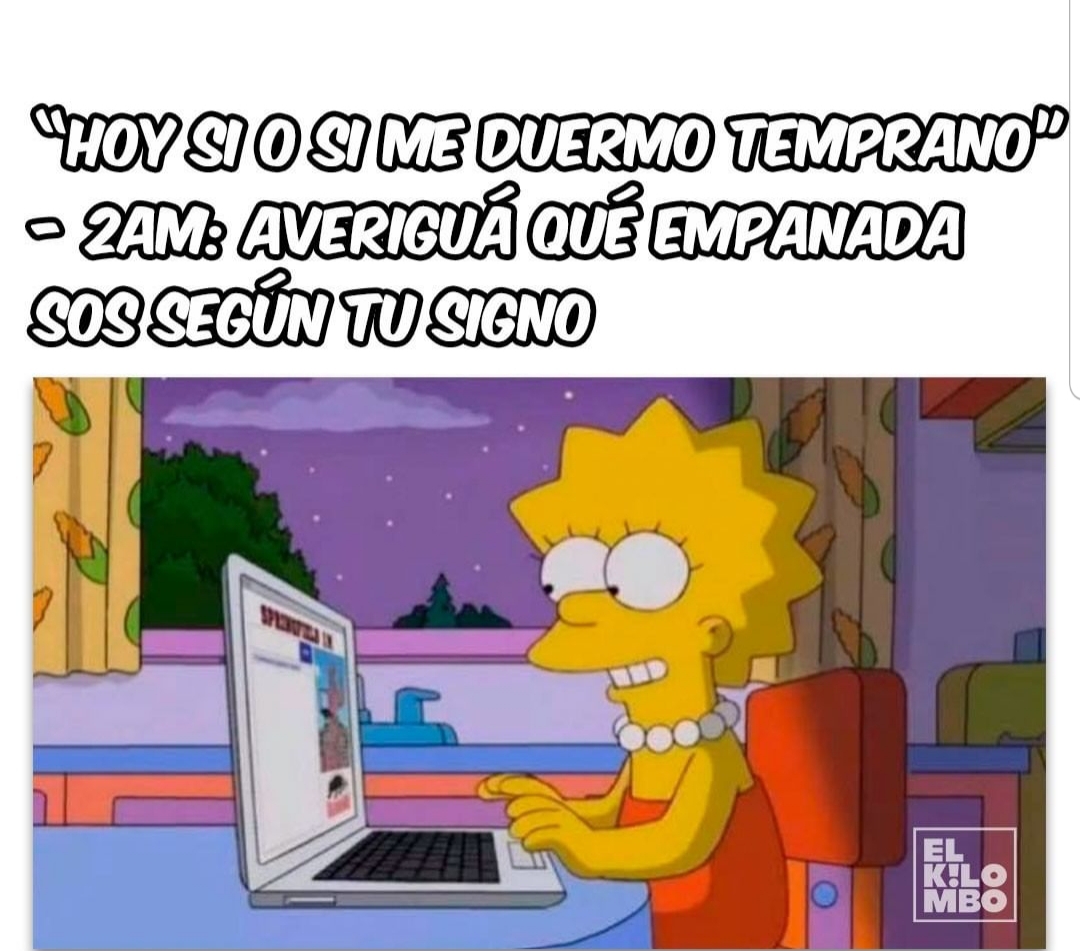 "HOY SI O SI ME DUERMO TEMPRANO"
- 2AM: AVERIGUÁ QUÉ EMPANADA
SOS SEGÚN TU SIGNO
EL
K!LO
MBO